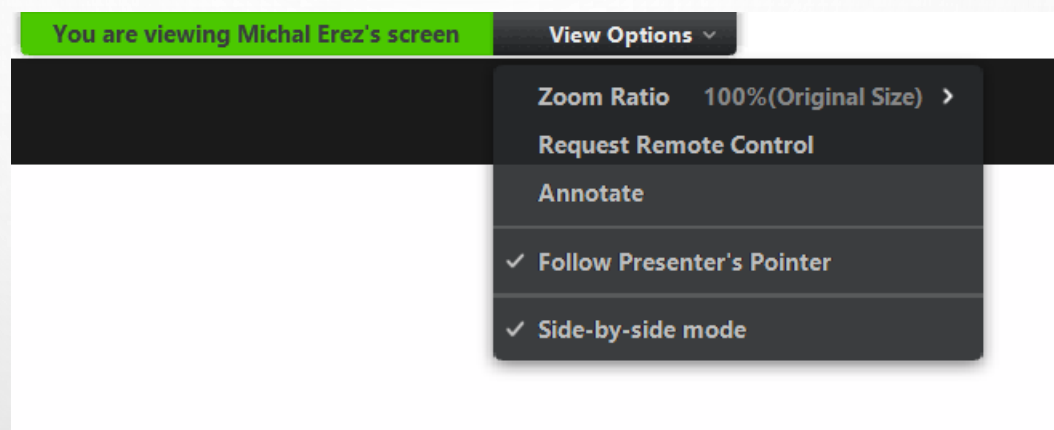 You are viewing Michal Erez's screen View Options
Zoom Ratio 100%(Original Size)
Request Remote Control
Annotate
Follow Presenter's Pointer
Side-by-side mode